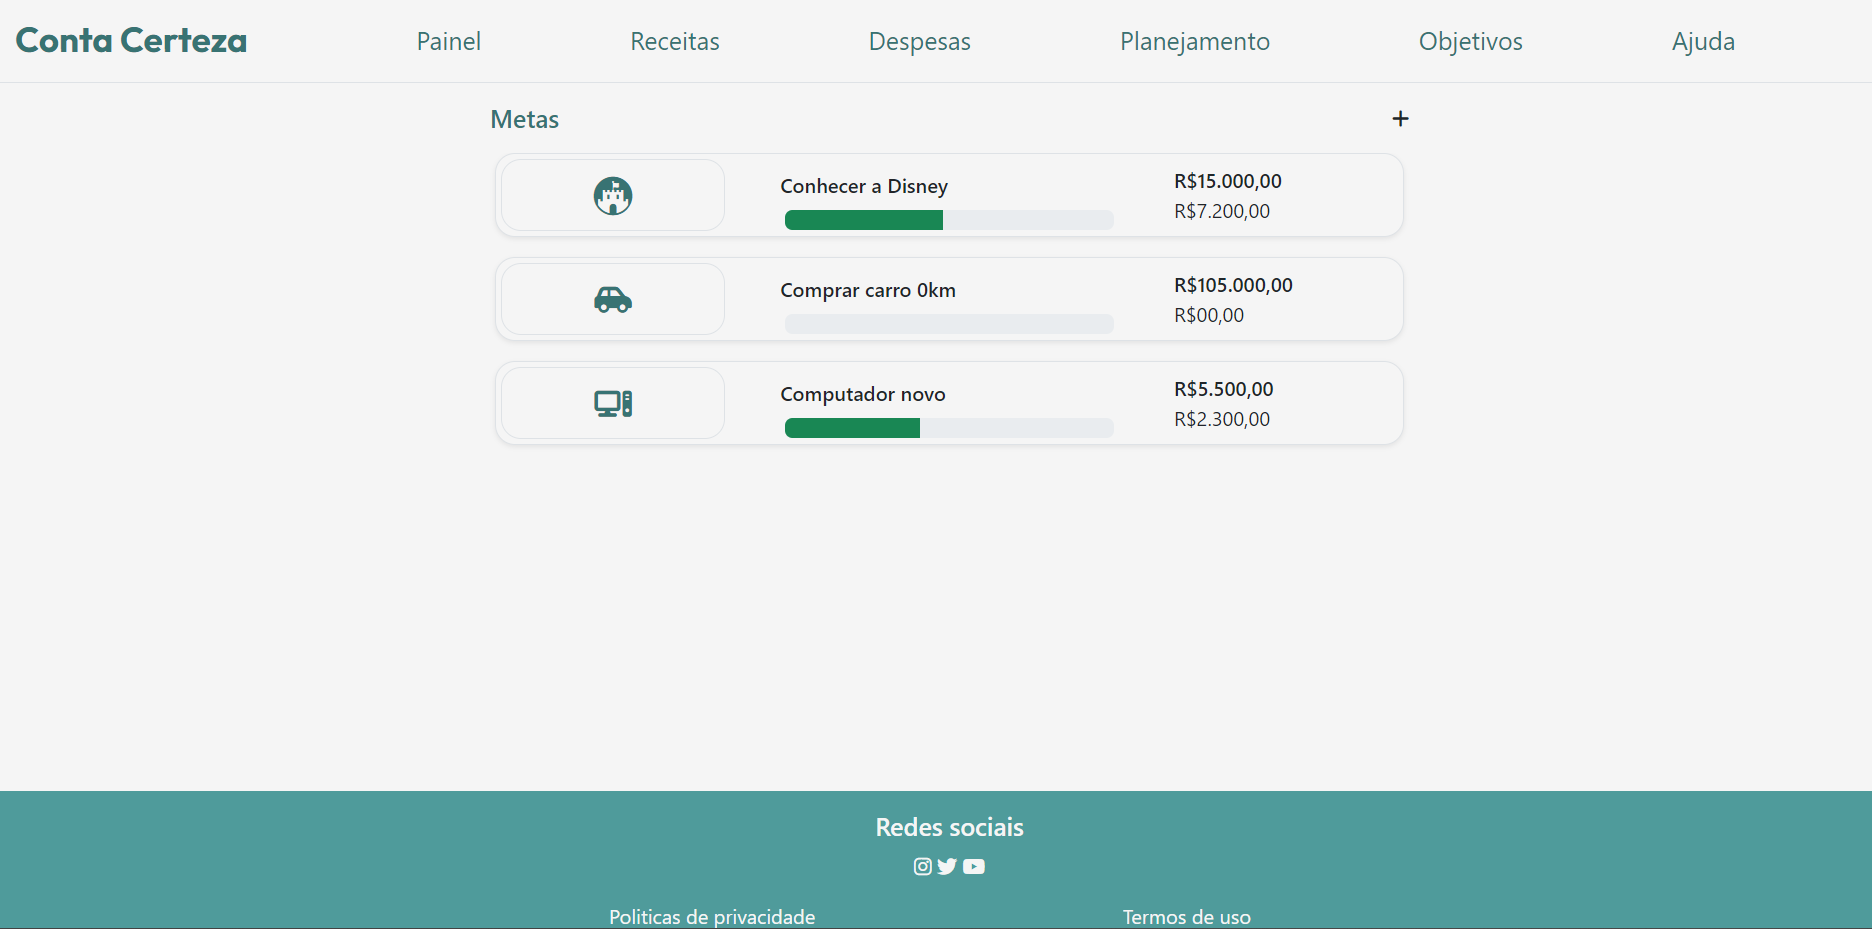 Conta Certeza Painel Receitas Despesas Planejamento Objetivos Ajuda
Metas +
Conhecer a Disney
R$15.000,00
R$7.200,00
Comprar carro 0km
R$105.000,00
R$00,00
Computador novo
R$5.500,00
R$2.300,00
Redes sociais
Politicas de privacidade Termos de uso